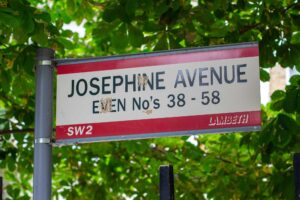 JOSEPHINE AVENUE
EVEN No's 38 - 58
SW2 LAMBETH